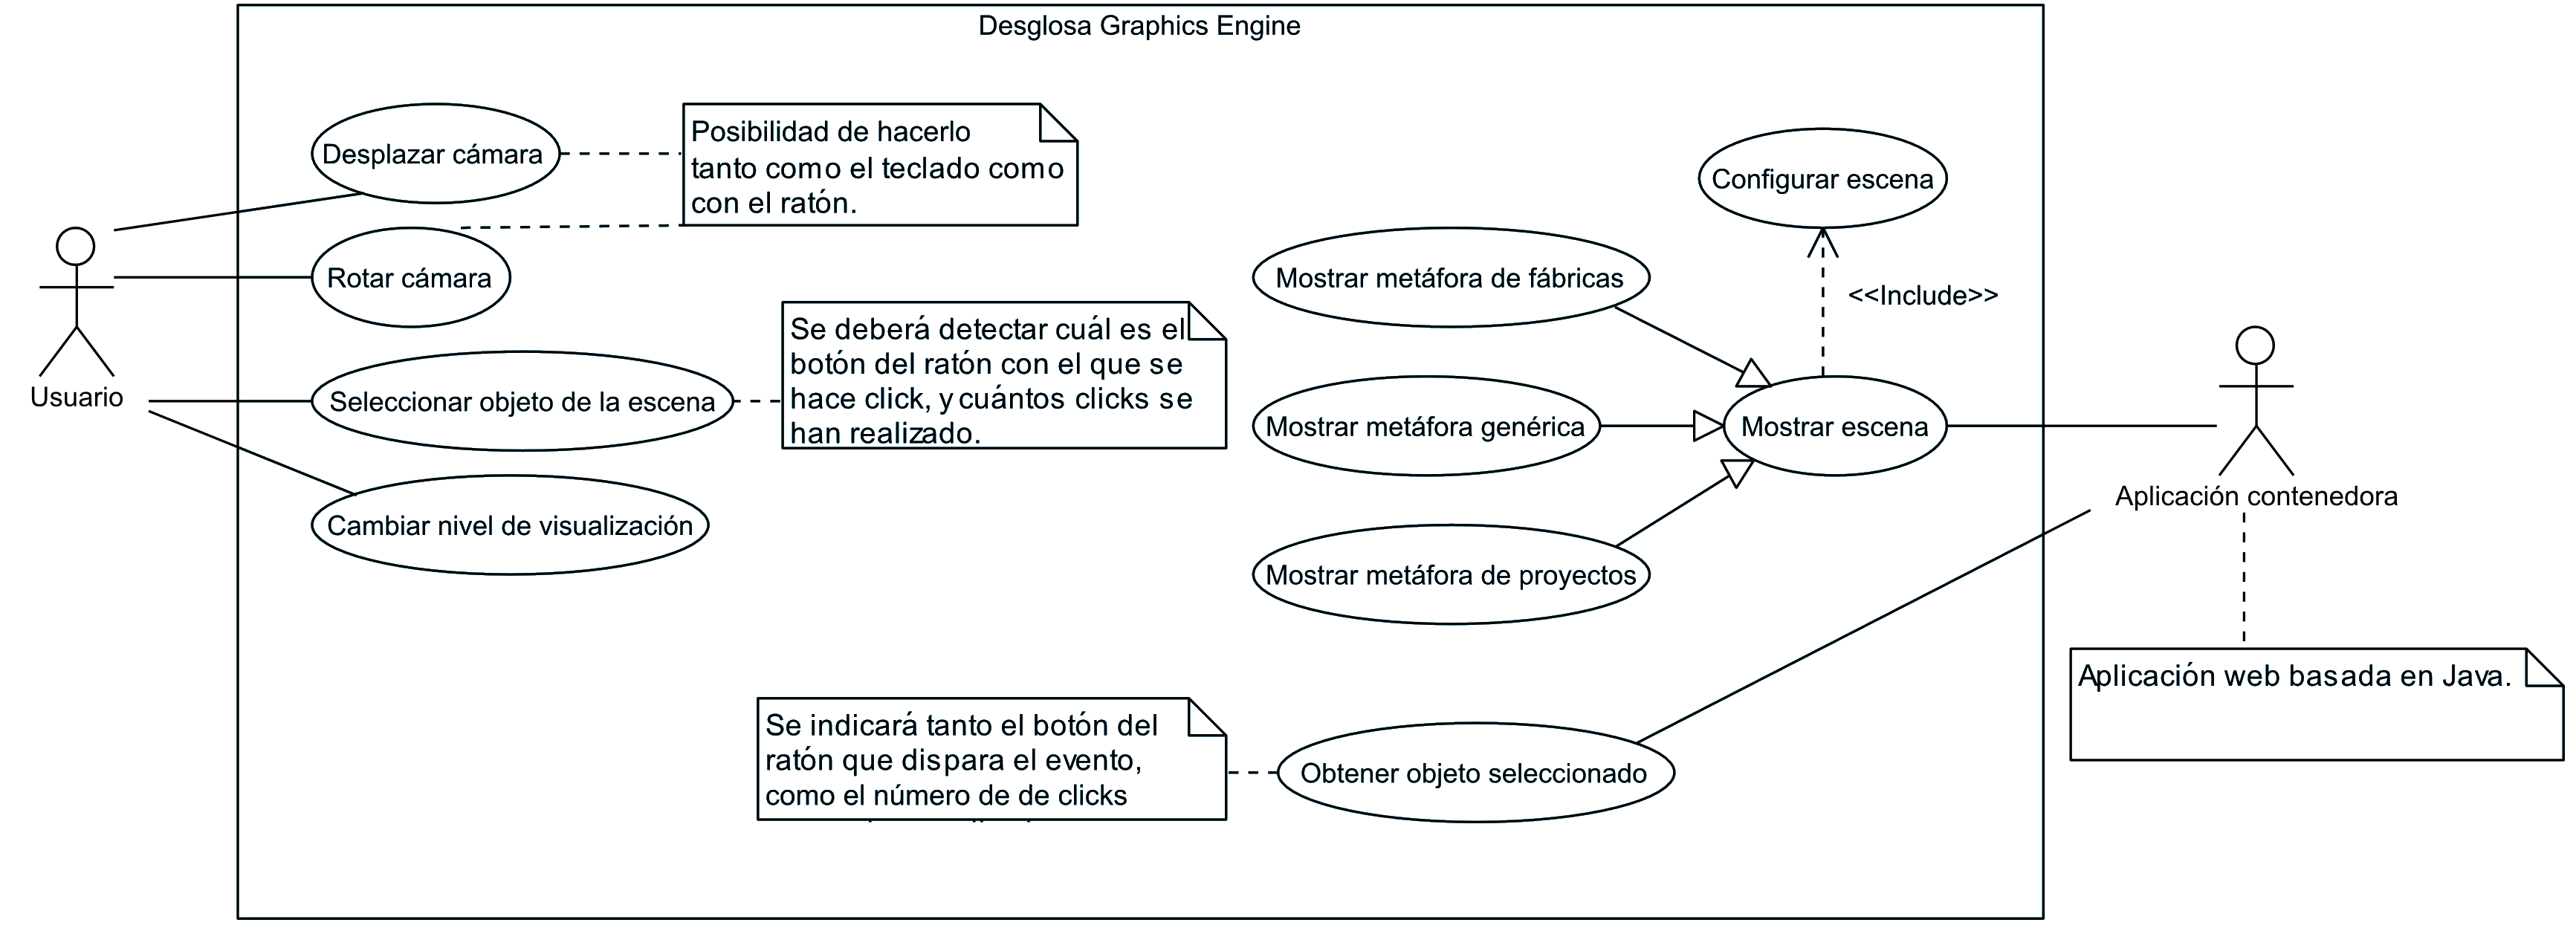 Desglosa Graphics Engine
Desplazar cámara
Posibilidad de hacerlo
tanto como el teclado como
con el ratón.
Configurar escena
Rotar cámara
Mostrar metáfora de fábricas
<<Include>>
Usuario
Seleccionar objeto de la escena
Se deberá detectar cuál es el
botón del ratón con el que se
hace click, y cuántos clicks se
han realizado.
Mostrar metáfora genérica
Mostrar escena
Aplicación contenedora
Cambiar nivel de visualización
Mostrar metáfora de proyectos
Aplicación web basada en Java.
Se indicará tanto el botón del
ratón que dispara el evento,
como el número de de clicks
Obtener objeto seleccionado